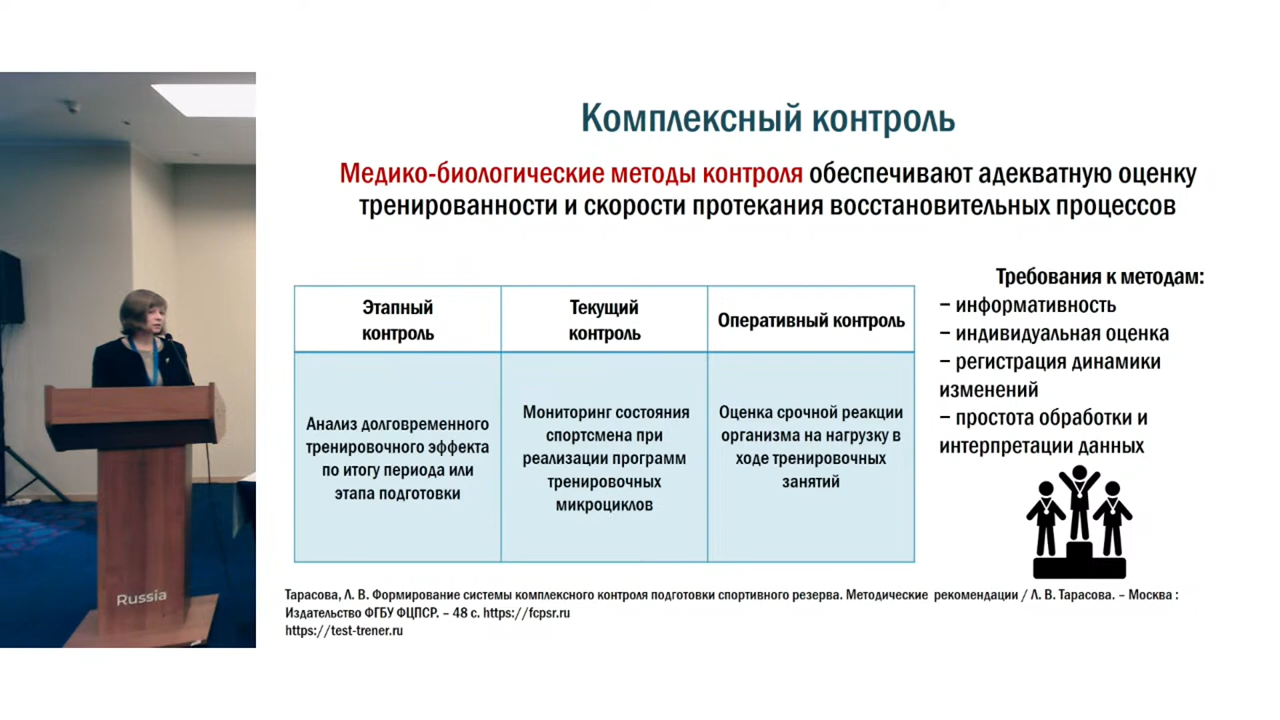 Комплексный контроль
Медико-биологические методы контроля обеспечивают адекватную оценку
тренированности и скорости протекания восстановительных процессов
Этапный
контроль
Текущий
контроль
Оперативный контроль
Анализ долговременного
тренировочного эффекта
по итогу периода или
этапа подготовки
Мониторинг состояния
спортсмена при
реализации программ
тренировочных
микроциклов
Оценка срочной реакции
организма на нагрузку в
ходе тренировочных
занятий
Требования к методам:
− информативность
− индивидуальная оценка
− регистрация динамики
изменений
− простота обработки и
интерпретации данных
Тарасова, Л. В. Формирование системы комплексного контроля подготовки спортивного резерва. Методические рекомендации / Л. В. Тарасова. – Москва :
Издательство ФГБУ ФЦПСР. – 48 с. https://fcpsr.ru
https://test-trener.ru
Russia